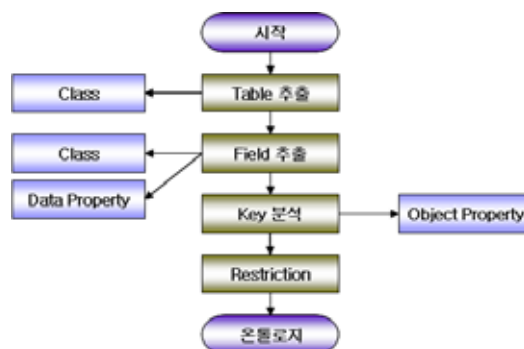 시작
Class
Table 추출
Class
Field 추출
Data Property
Key 분석
Object Property
Restriction
온톨로지